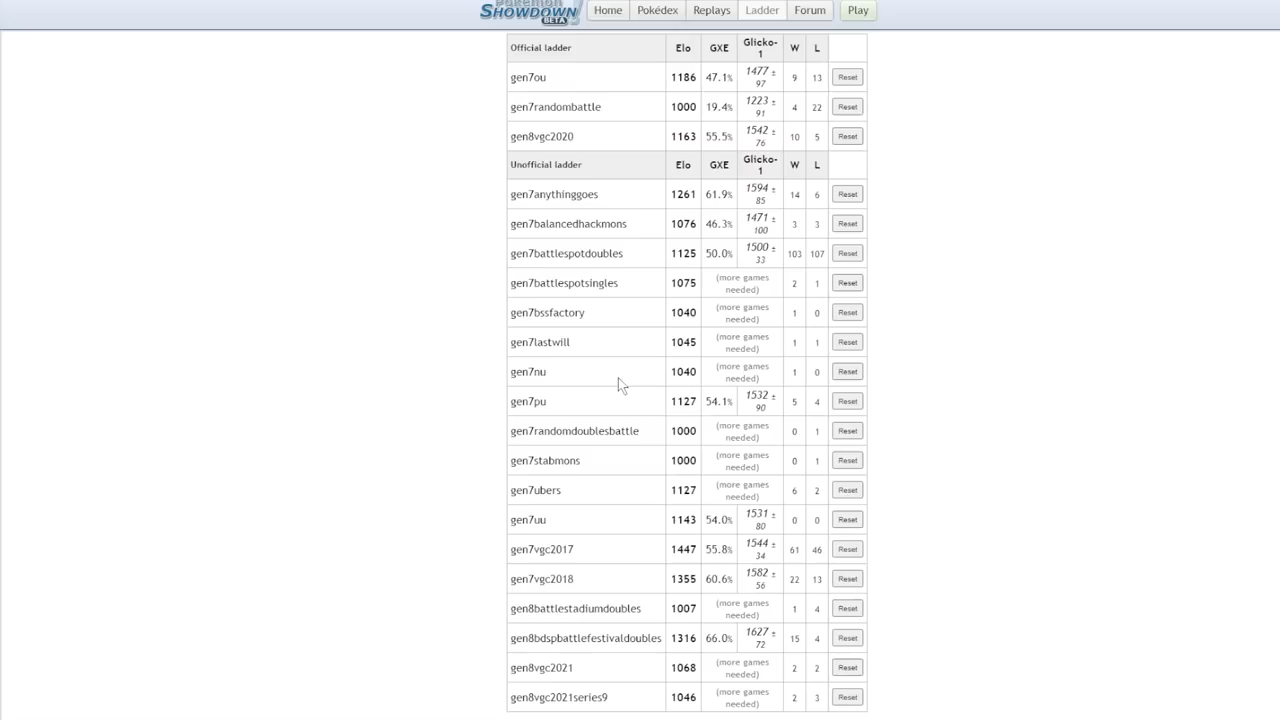 Pokémon
SHOWDOWN
BETA
Home Pokédex Replays Ladder Forum Play
Official ladder Elo GXE Glicko-1 W L
gen7ou 1186 47.1% 1477 ± 97 9 13 Reset
gen7randombattle 1000 19.4% 1223 ± 91 4 22 Reset
gen8vgc2020 1163 55.5% 1542 ± 76 10 5 Reset
Unofficial ladder Elo GXE Glicko-1 W L
gen7anythinggoes 1261 61.9% 1594 ± 85 14 6 Reset
gen7balancedhackmons 1076 46.3% 1471 ± 100 3 3 Reset
gen7battlespotdoubles 1125 50.0% 1500 ± 33 103 107 Reset
gen7battlespotsingles 1075 (more games needed) 2 1 Reset
gen7bssfactory 1040 (more games needed) 1 0 Reset
gen7lastwill 1045 (more games needed) 1 1 Reset
gen7nu 1040 (more games needed) 1 0 Reset
gen7pu 1127 54.1% 1532 ± 90 5 4 Reset
gen7randomdoublesbattle 1000 (more games needed) 0 1 Reset
gen7stabmons 1000 (more games needed) 0 1 Reset
gen7ubers 1127 (more games needed) 6 2 Reset
gen7uu 1143 54.0% 1531 ± 80 0 0 Reset
gen7vgc2017 1447 55.8% 1544 ± 34 61 46 Reset
gen7vgc2018 1355 60.6% 1582 ± 56 22 13 Reset
gen8battlestadiumdoubles 1007 (more games needed) 1 4 Reset
gen8bdspbattlefestivaldoubles 1316 66.0% 1627 ± 72 15 4 Reset
gen8vgc2021 1068 (more games needed) 2 2 Reset
gen8vgc2021series9 1046 (more games needed) 2 3 Reset